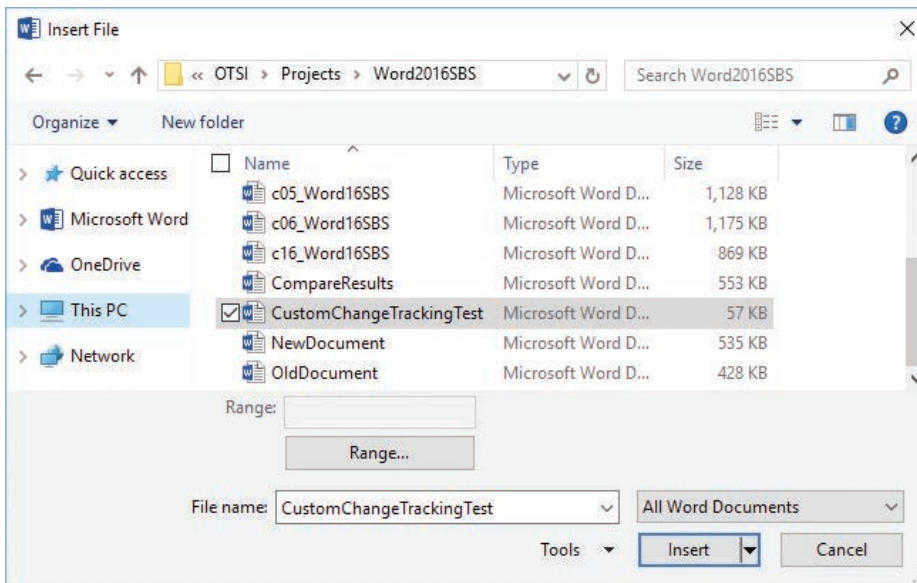 Insert File
« OTSI > Projects > Word2016SBS Search Word2016SBS
Organize New folder ?
Name Type Size
Quick access
Microsoft Word
OneDrive
This PC
Network
c05_Word16SBS Microsoft Word D... 1,128 KB
c06_Word16SBS Microsoft Word D... 1,175 KB
c16_Word16SBS Microsoft Word D... 869 KB
CompareResults Microsoft Word D... 553 KB
CustomChangeTrackingTest Microsoft Word D... 57 KB
NewDocument Microsoft Word D... 535 KB
OldDocument Microsoft Word D... 428 KB
Range:
Range...
File name: CustomChangeTrackingTest All Word Documents
Tools Insert Cancel